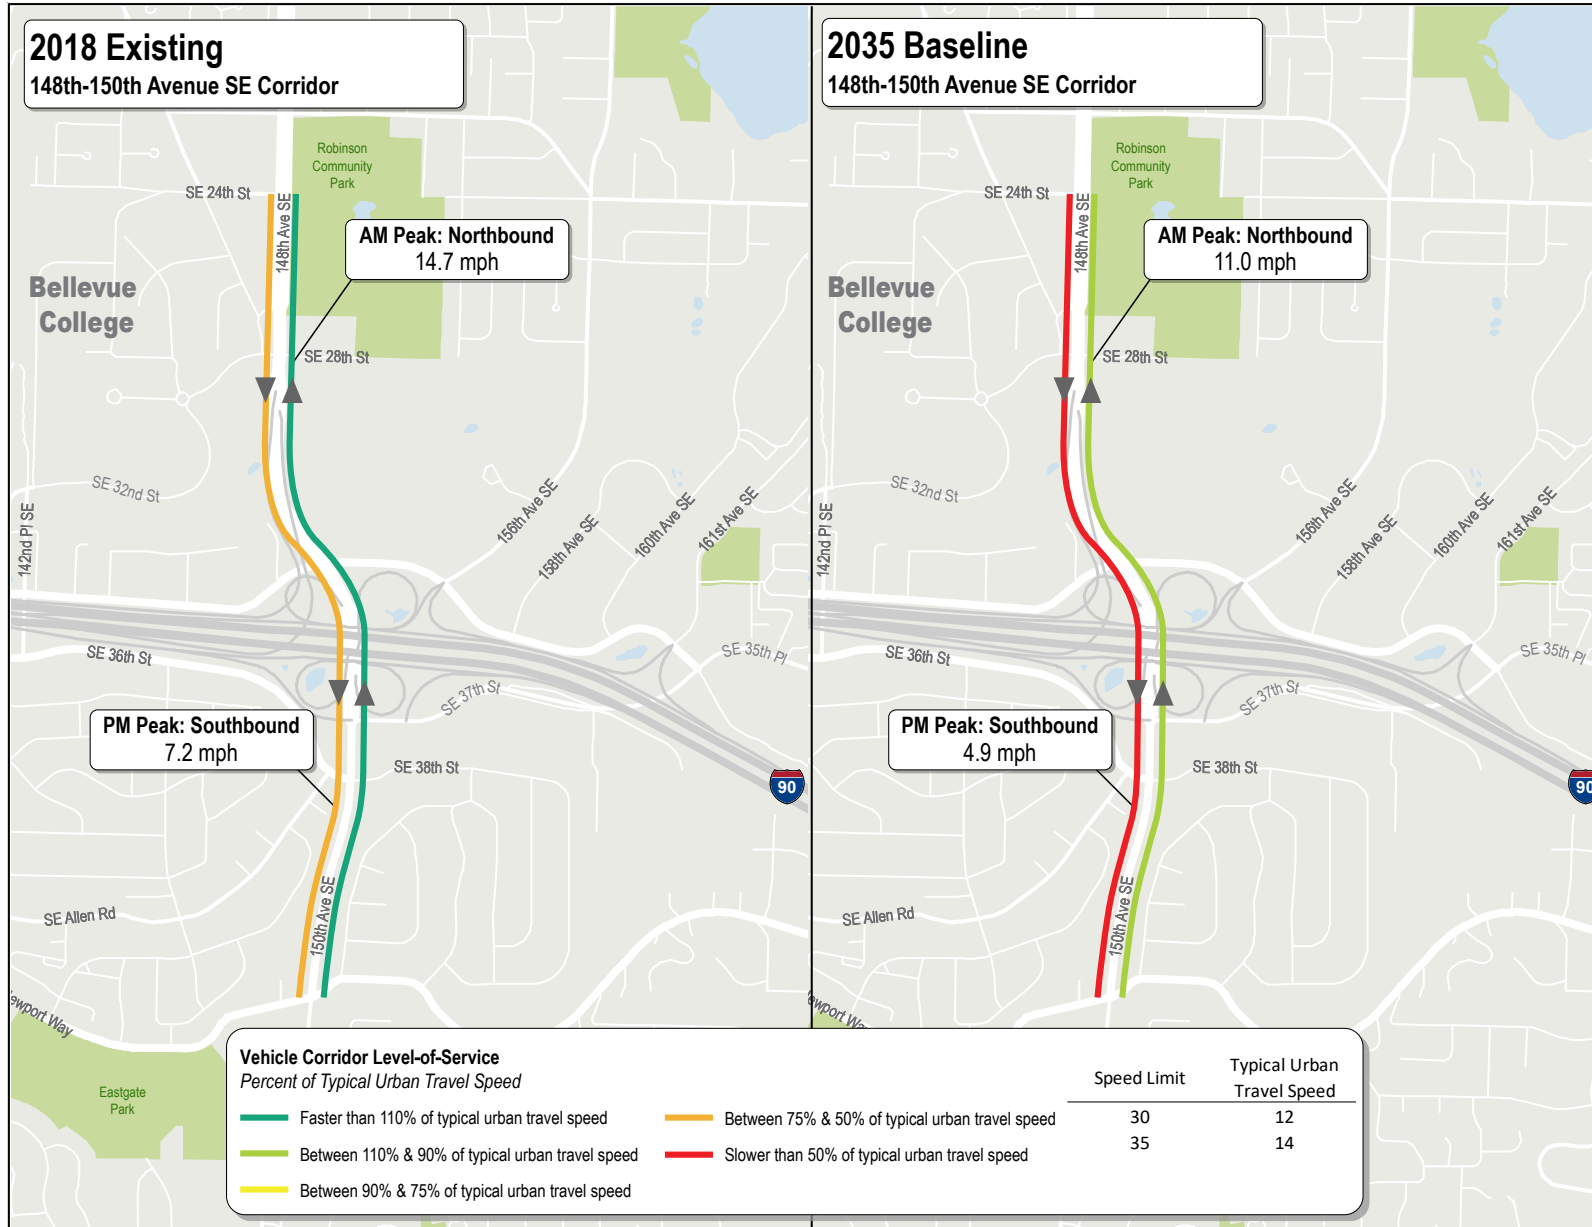 2018 Existing
148th-150th Avenue SE Corridor
Robinson
Community
Park
SE 24th St
148th Ave SE
AM Peak: Northbound
14.7 mph
Bellevue
College
SE 28th St
SE 32nd St
142nd Pl SE
156th Ave SE
158th Ave SE
160th Ave SE
161st Ave SE
SE 36th St
SE 35th Pl
SE 37th St
PM Peak: Southbound
7.2 mph
SE 38th St
90
150th Ave SE
SE Allen Rd
ewport Way
Eastgate
Park
2035 Baseline
148th-150th Avenue SE Corridor
Robinson
Community
Park
SE 24th St
148th Ave SE
AM Peak: Northbound
11.0 mph
Bellevue
College
SE 28th St
SE 32nd St
142nd Pl SE
156th Ave SE
158th Ave SE
160th Ave SE
161st Ave SE
SE 36th St
SE 35th Pl
SE 37th St
PM Peak: Southbound
4.9 mph
SE 38th St
90
150th Ave SE
SE Allen Rd
ewport Wa
Vehicle Corridor Level-of-Service
Percent of Typical Urban Travel Speed
Faster than 110% of typical urban travel speed
Between 110% & 90% of typical urban travel speed
Between 90% & 75% of typical urban travel speed
Between 75% & 50% of typical urban travel speed
Slower than 50% of typical urban travel speed
Speed Limit Typical Urban
Travel Speed
30 12
35 14